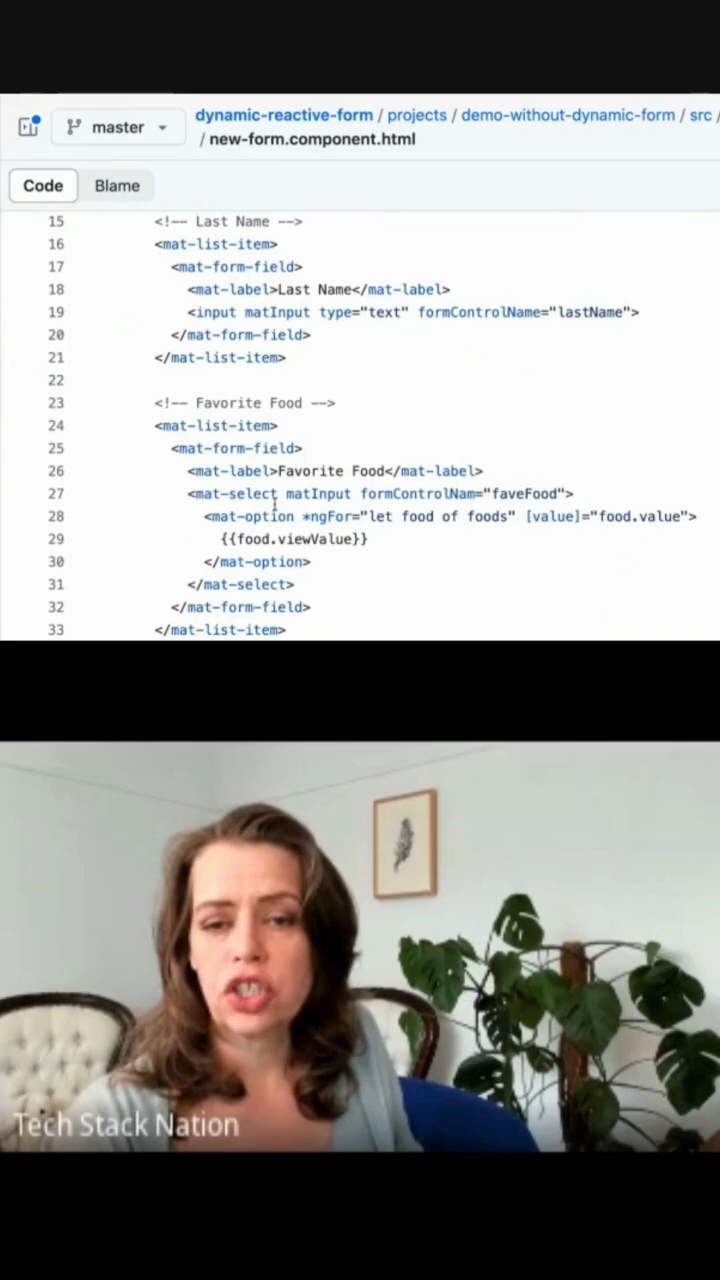 master
dynamic-reactive-form / projects / demo-without-dynamic-form / src /
/ new-form.component.html
Code
Blame
15 <!-- Last Name -->
16 <mat-list-item>
17 <mat-form-field>
18 <mat-label>Last Name</mat-label>
19 <input matInput type="text" formControlName="lastName">
20 </mat-form-field>
21 </mat-list-item>
22
23 <!-- Favorite Food -->
24 <mat-list-item>
25 <mat-form-field>
26 <mat-label>Favorite Food</mat-label>
27 <mat-select matInput formControlNam="faveFood">
28 <mat-option *ngFor="let food of foods" [value]="food.value">
29 {{food.viewValue}}
30 </mat-option>
31 </mat-select>
32 </mat-form-field>
33 </mat-list-item>
Tech Stack Nation